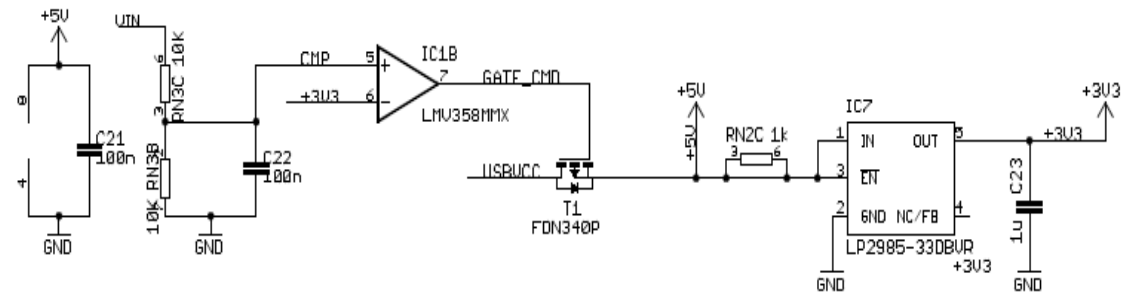 +5V
8
4
C21
100n
GND
VIN
6
RN3C 10K
3
10K RN3B
C22
100n
GND
CMP
+3V3
5
6
+
-
IC1B
7
LMV358MMX
GATE_CMD
USBVCC
T1
FDN340P
+5V
+5V
RN2C 1k
3 6
IC7
1 IN OUT 5
3 EN
2 GND NC/FB 4
LP2985-33DBVR
+3V3
GND
+3V3
+3V3
C23
1u
GND